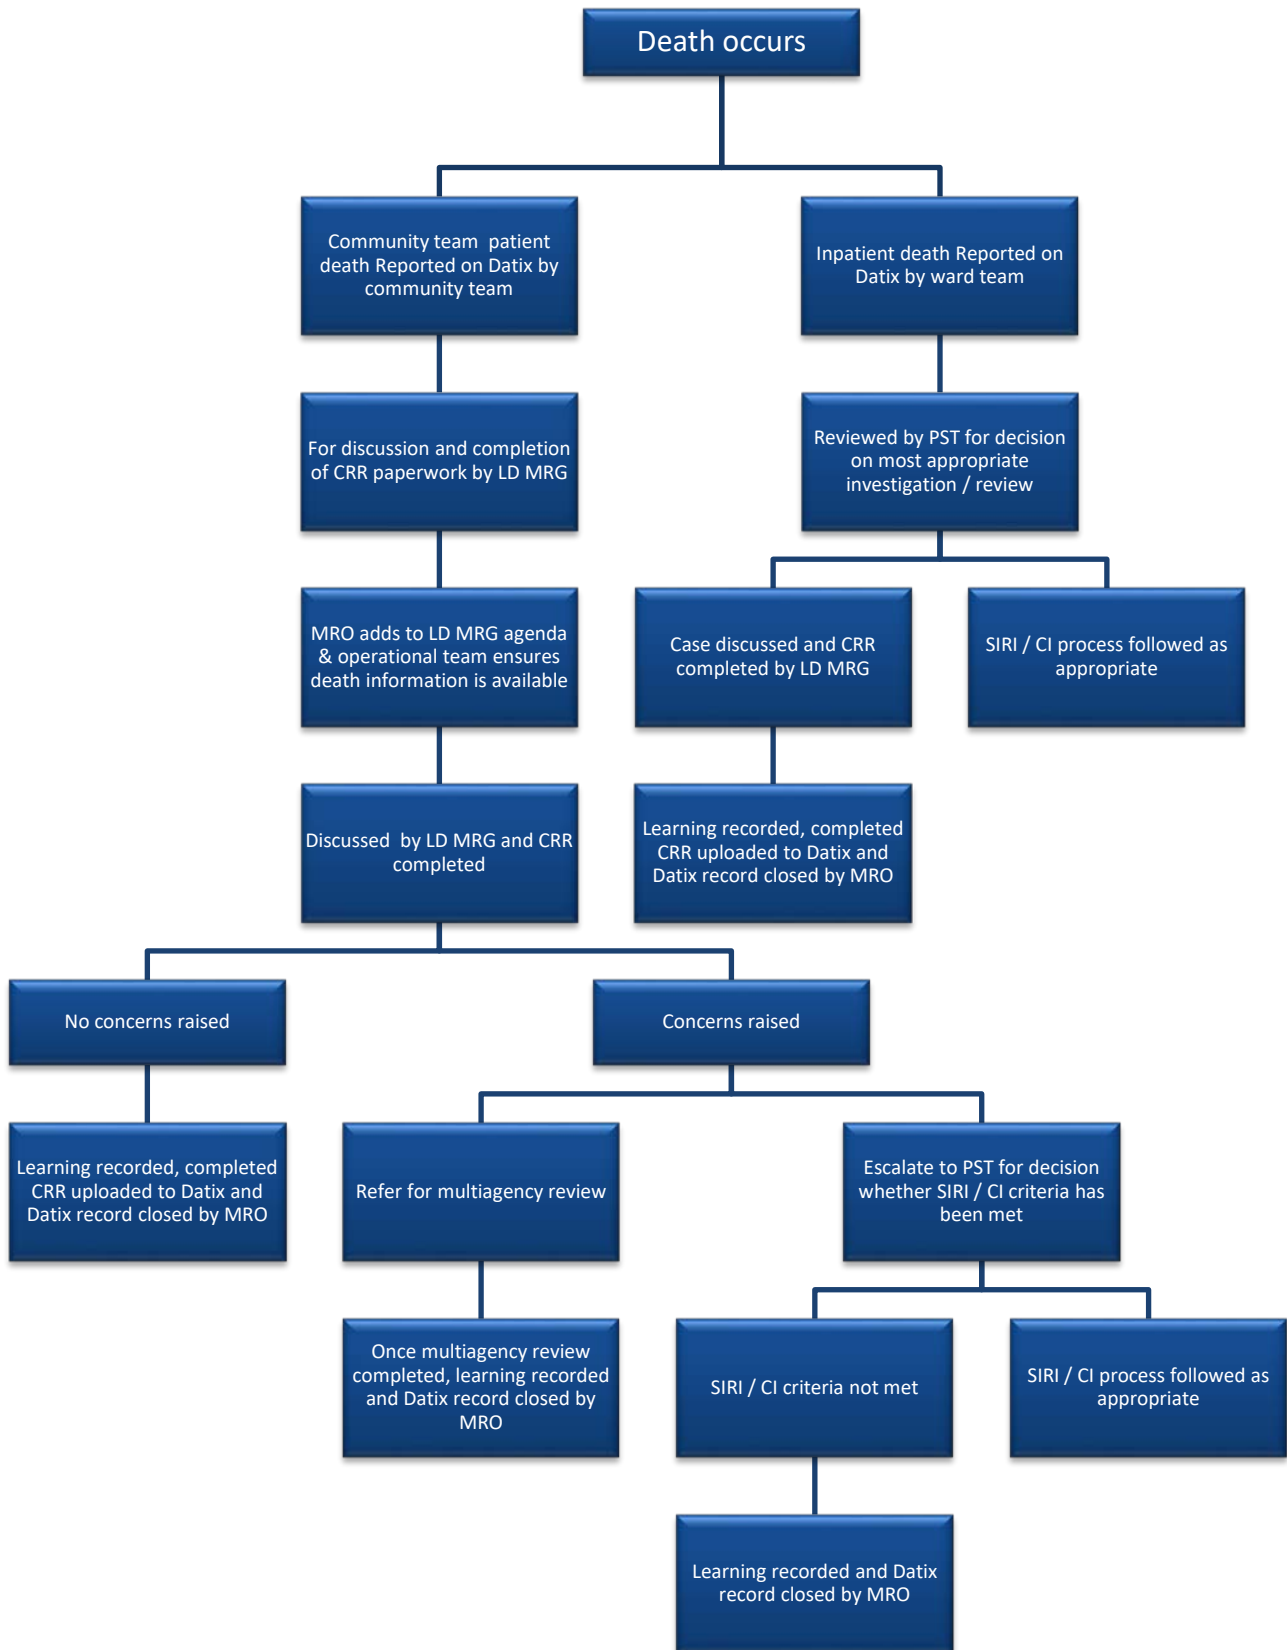 Death occurs
Community team patient
death Reported on Datix by
community team
Inpatient death Reported on
Datix by ward team
For discussion and completion
of CRR paperwork by LD MRG
Reviewed by PST for decision
on most appropriate
investigation / review
MRO adds to LD MRG agenda
& operational team ensures
death information is available
Case discussed and CRR
completed by LD MRG
SIRI / CI process followed as
appropriate
Discussed by LD MRG and CRR
completed
Learning recorded, completed
CRR uploaded to Datix and
Datix record closed by MRO
No concerns raised
Concerns raised
Learning recorded, completed
CRR uploaded to Datix and
Datix record closed by MRO
Refer for multiagency review
Escalate to PST for decision
whether SIRI / CI criteria has
been met
Once multiagency review
completed, learning recorded
and Datix record closed by
MRO
SIRI / CI criteria not met
SIRI / CI process followed as
appropriate
Learning recorded and Datix
record closed by MRO